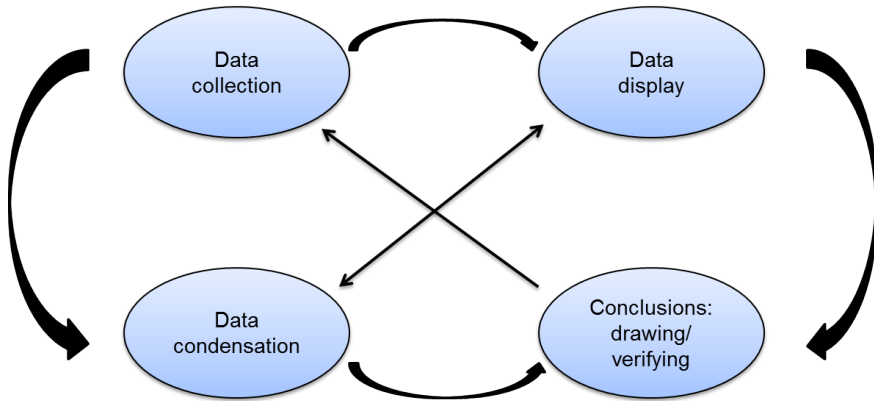 Data
collection
Data
display
Data
condensation
Conclusions:
drawing/
verifying